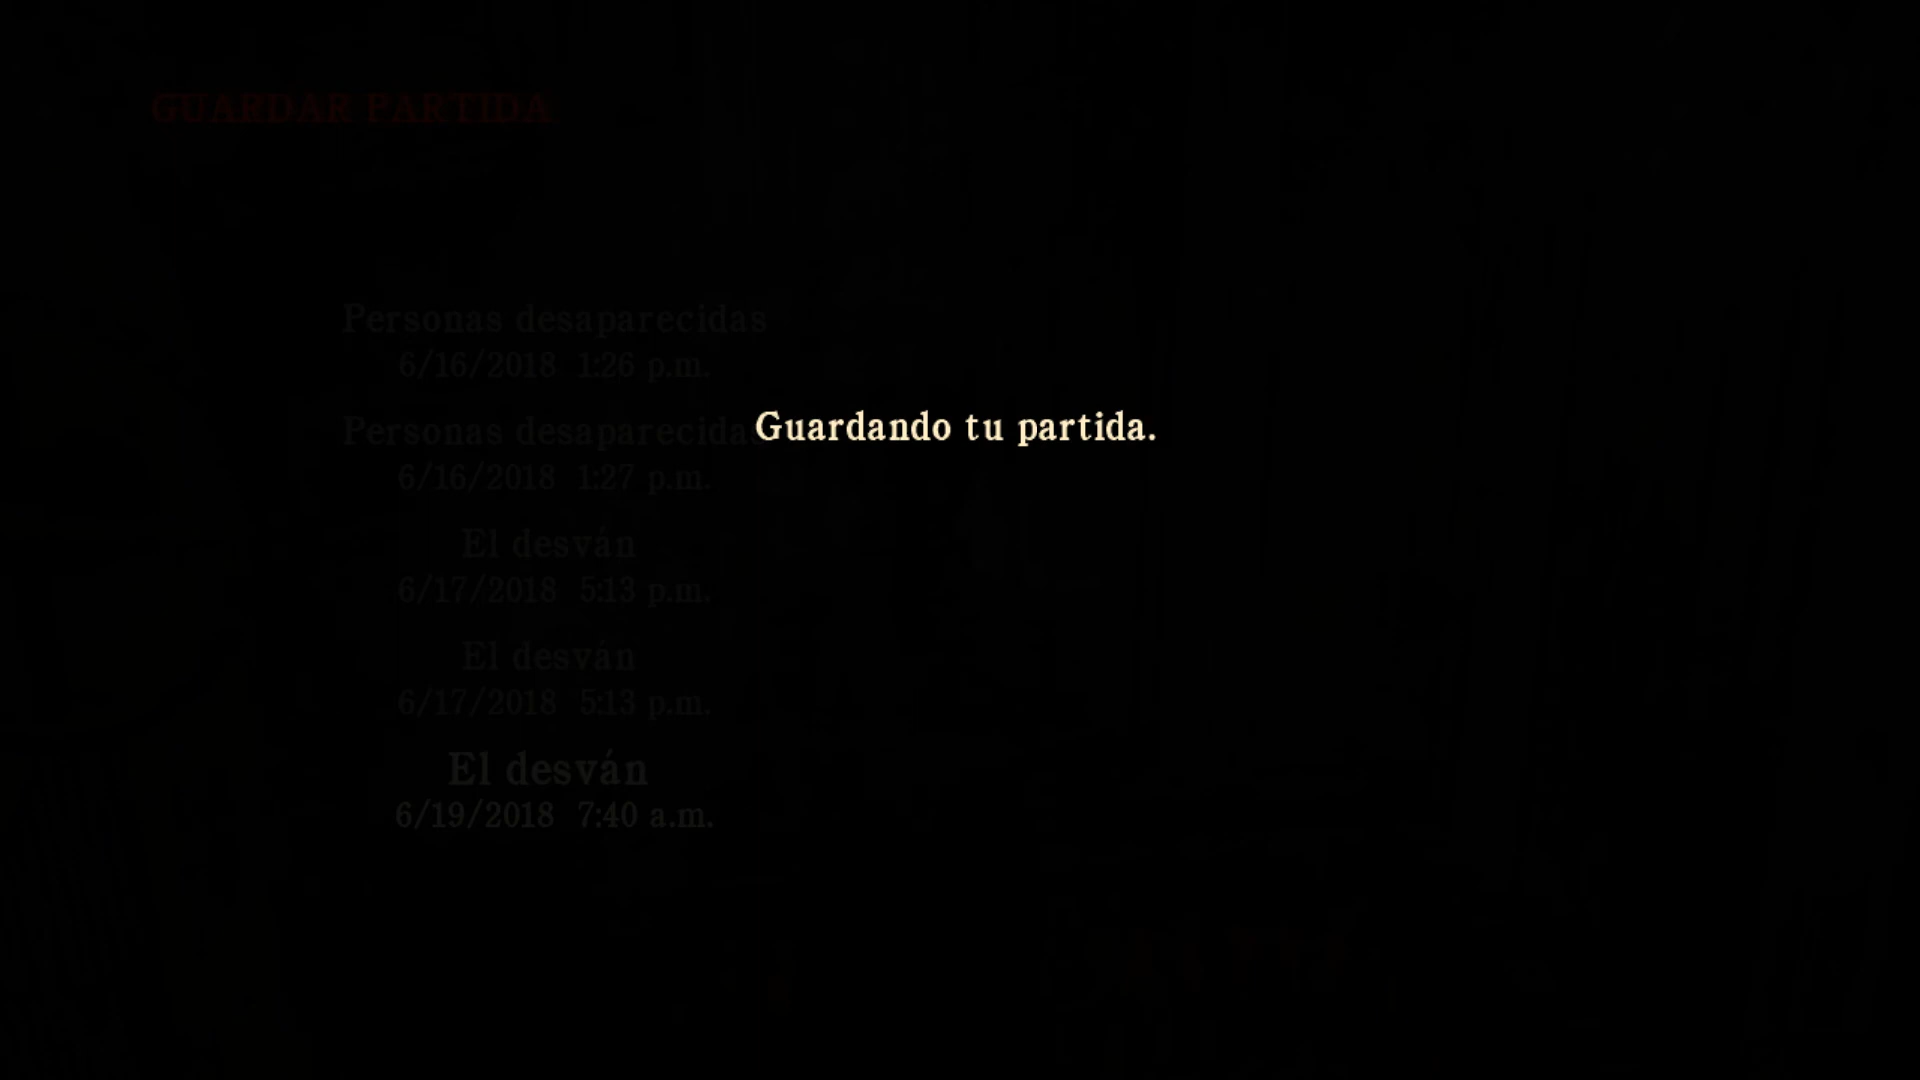 GUARDAR PARTIDA
Personas desaparecidas
6/16/2018 1:26 p.m.
Guardando tu partida.
Personas desaparecida
6/16/2018 1:27 p.m.
El desván
6/17/2018 5:13 p.m.
El desván
6/17/2018 5:13 p.m.
El desván
6/19/2018 7:40 a.m.